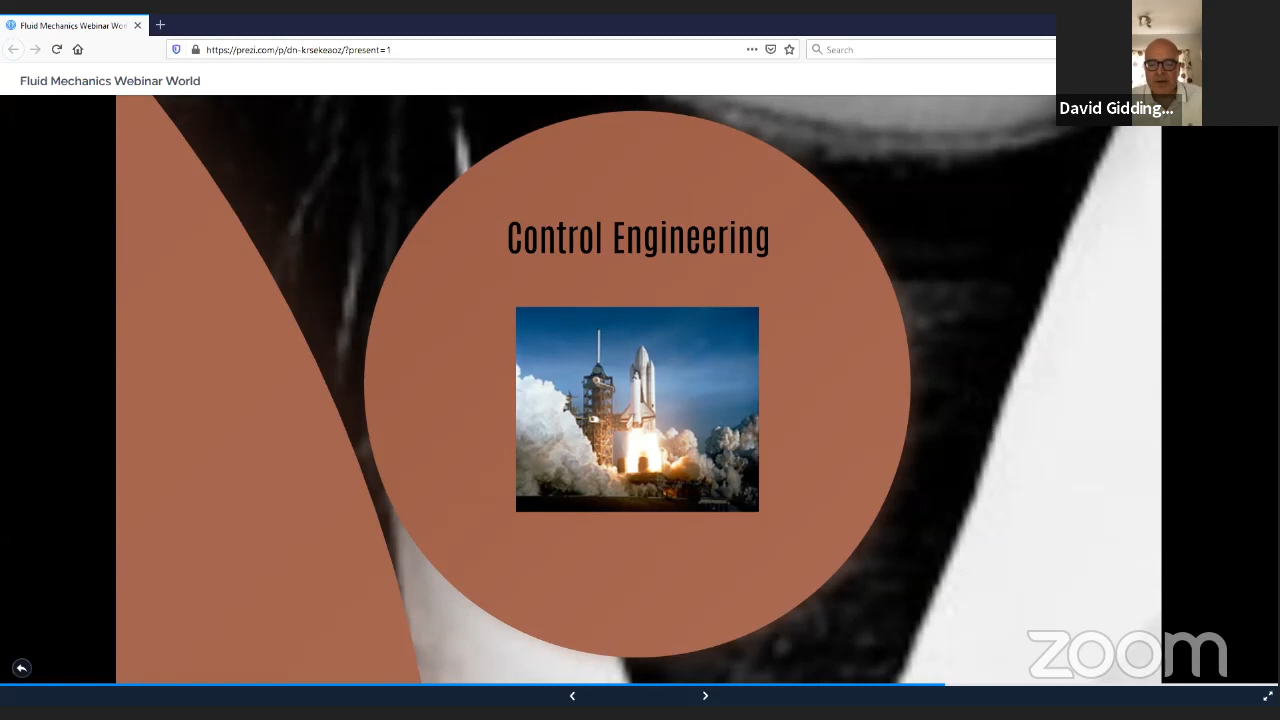 Fluid Mechanics Webinar Wor
https://prezi.com/p/dn-krsekeaoz/?present=1
Search
Fluid Mechanics Webinar World
David Gidding...
Control Engineering
zoom